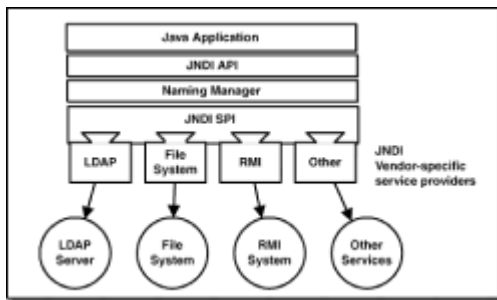 Java Application
JNDI API
Naming Manager
JNDI SPI
LDAP
File
System
RMI
Other
JNDI
Vendor-specific
service providers
LDAP
Server
File
System
RMI
System
Other
Services